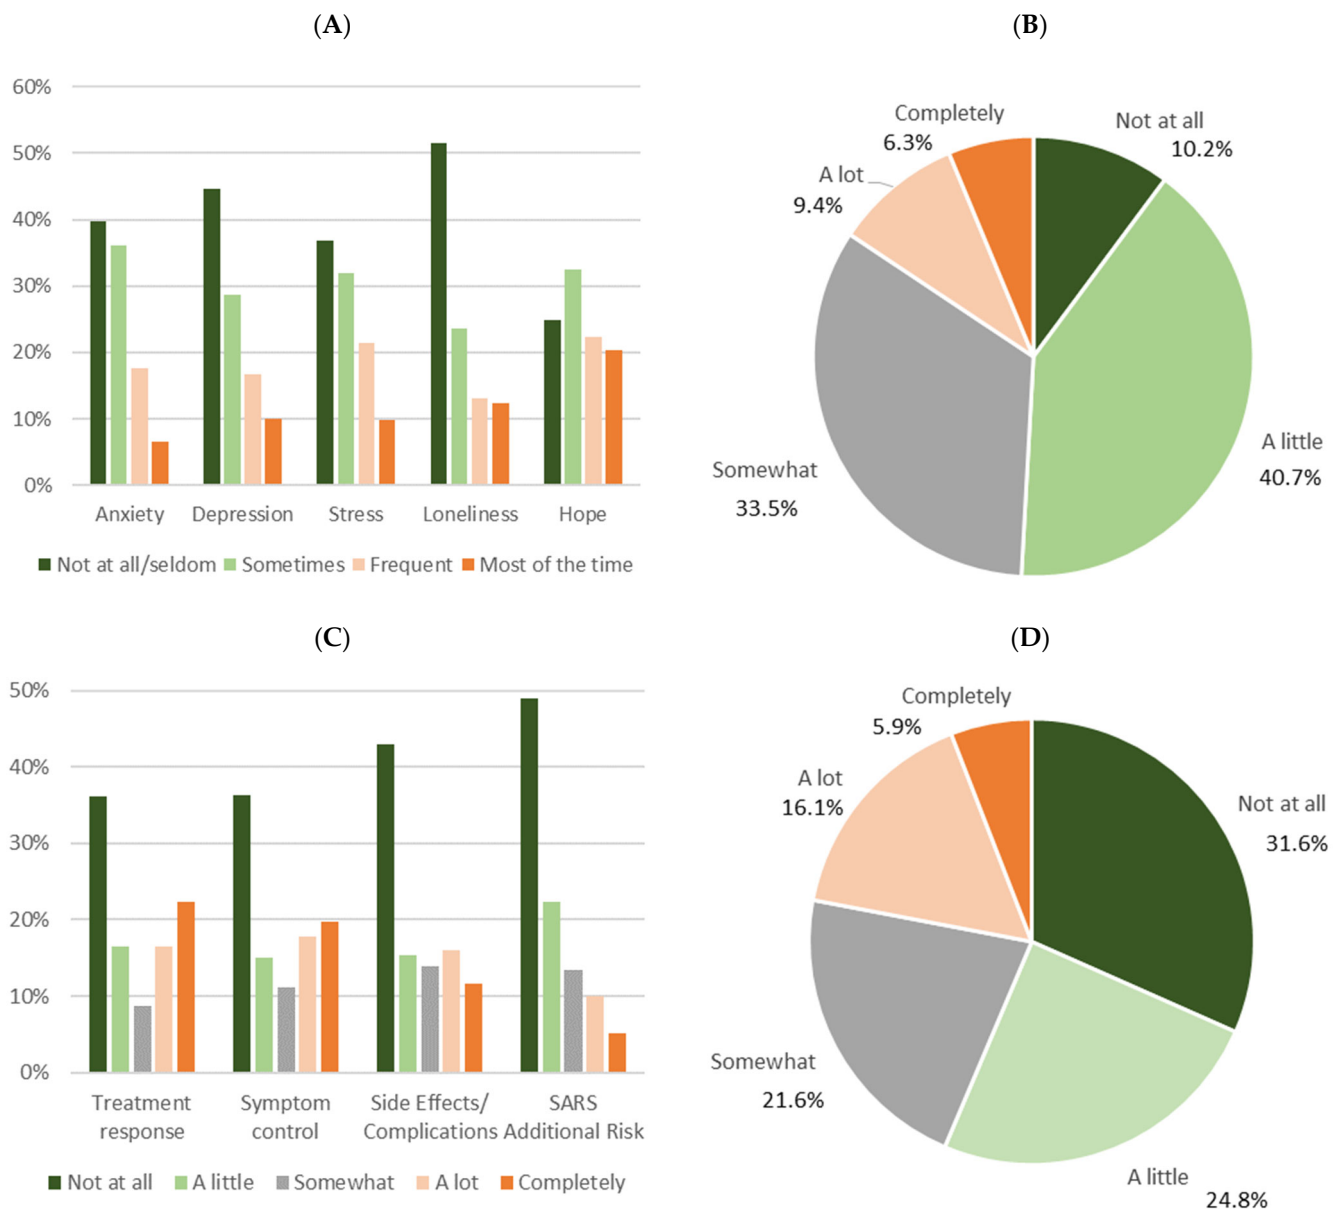 (A)
60%
50%
40%
30%
20%
10%
0%
Anxiety Depression Stress Loneliness Hope
Not at all/seldom Sometimes Frequent Most of the time
(B)
Completely
6.3%
Not at all
10.2%
A lot
9.4%
A little
40.7%
Somewhat
33.5%
(C)
50%
40%
30%
20%
10%
0%
Treatment Symptom Side Effects/ SARS
response control Complications Additional Risk
Not at all A little Somewhat A lot Completely
(D)
Completely
5.9%
A lot
16.1%
Not at all
31.6%
Somewhat
21.6%
A little
24.8%